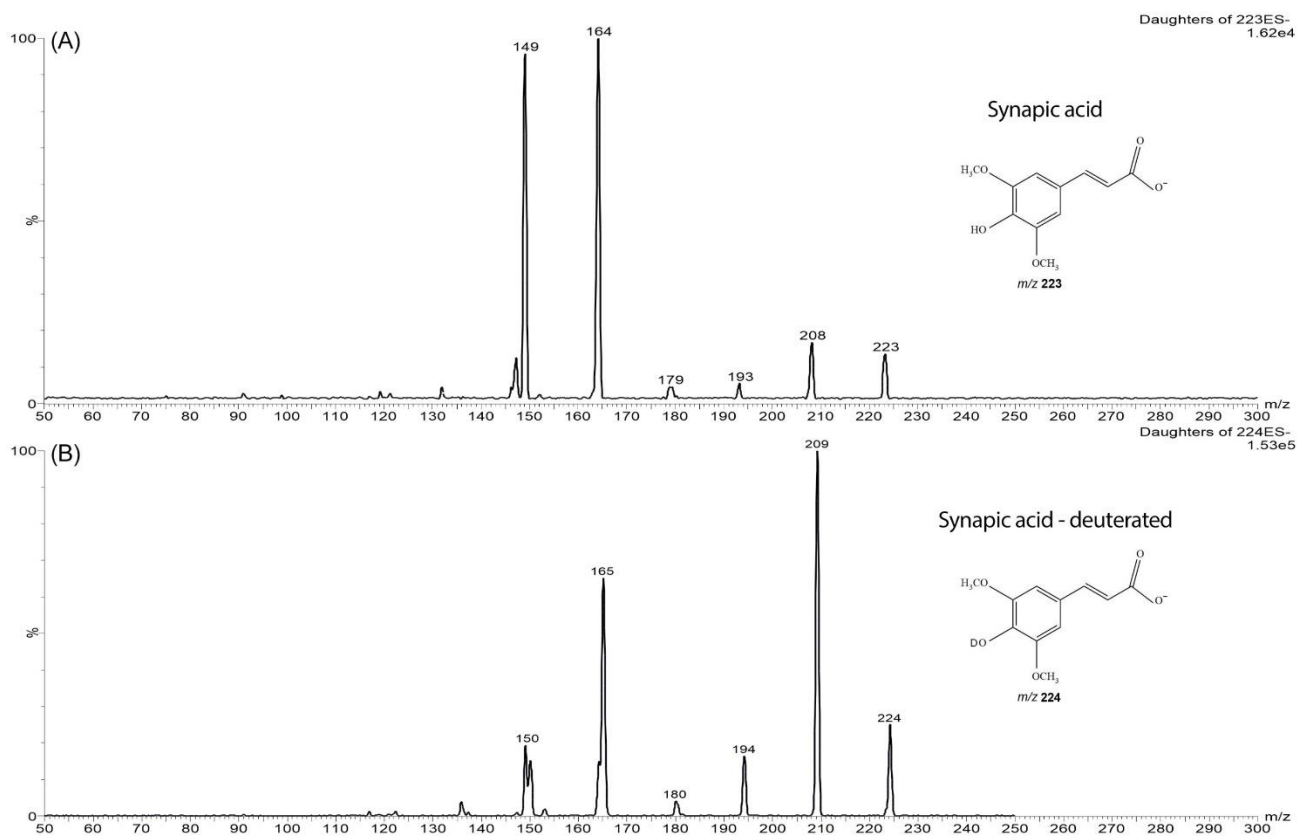 (A)
Daughters of 223ES-
1.62e4
100
%
0
149
164
179
193
208
223
Synapic acid
H₃CO
HO
OCH₃
O
O⁻
m/z 223
50 60 70 80 90 100 110 120 130 140 150 160 170 180 190 200 210 220 230 240 250 260 270 280 290 300 m/z
(B)
Daughters of 224ES-
1.53e5
100
%
0
150
165
180
194
209
224
Synapic acid - deuterated
H₃CO
DO
OCH₃
O
O⁻
m/z 224
50 60 70 80 90 100 110 120 130 140 150 160 170 180 190 200 210 220 230 240 250 260 270 280 290 300 m/z